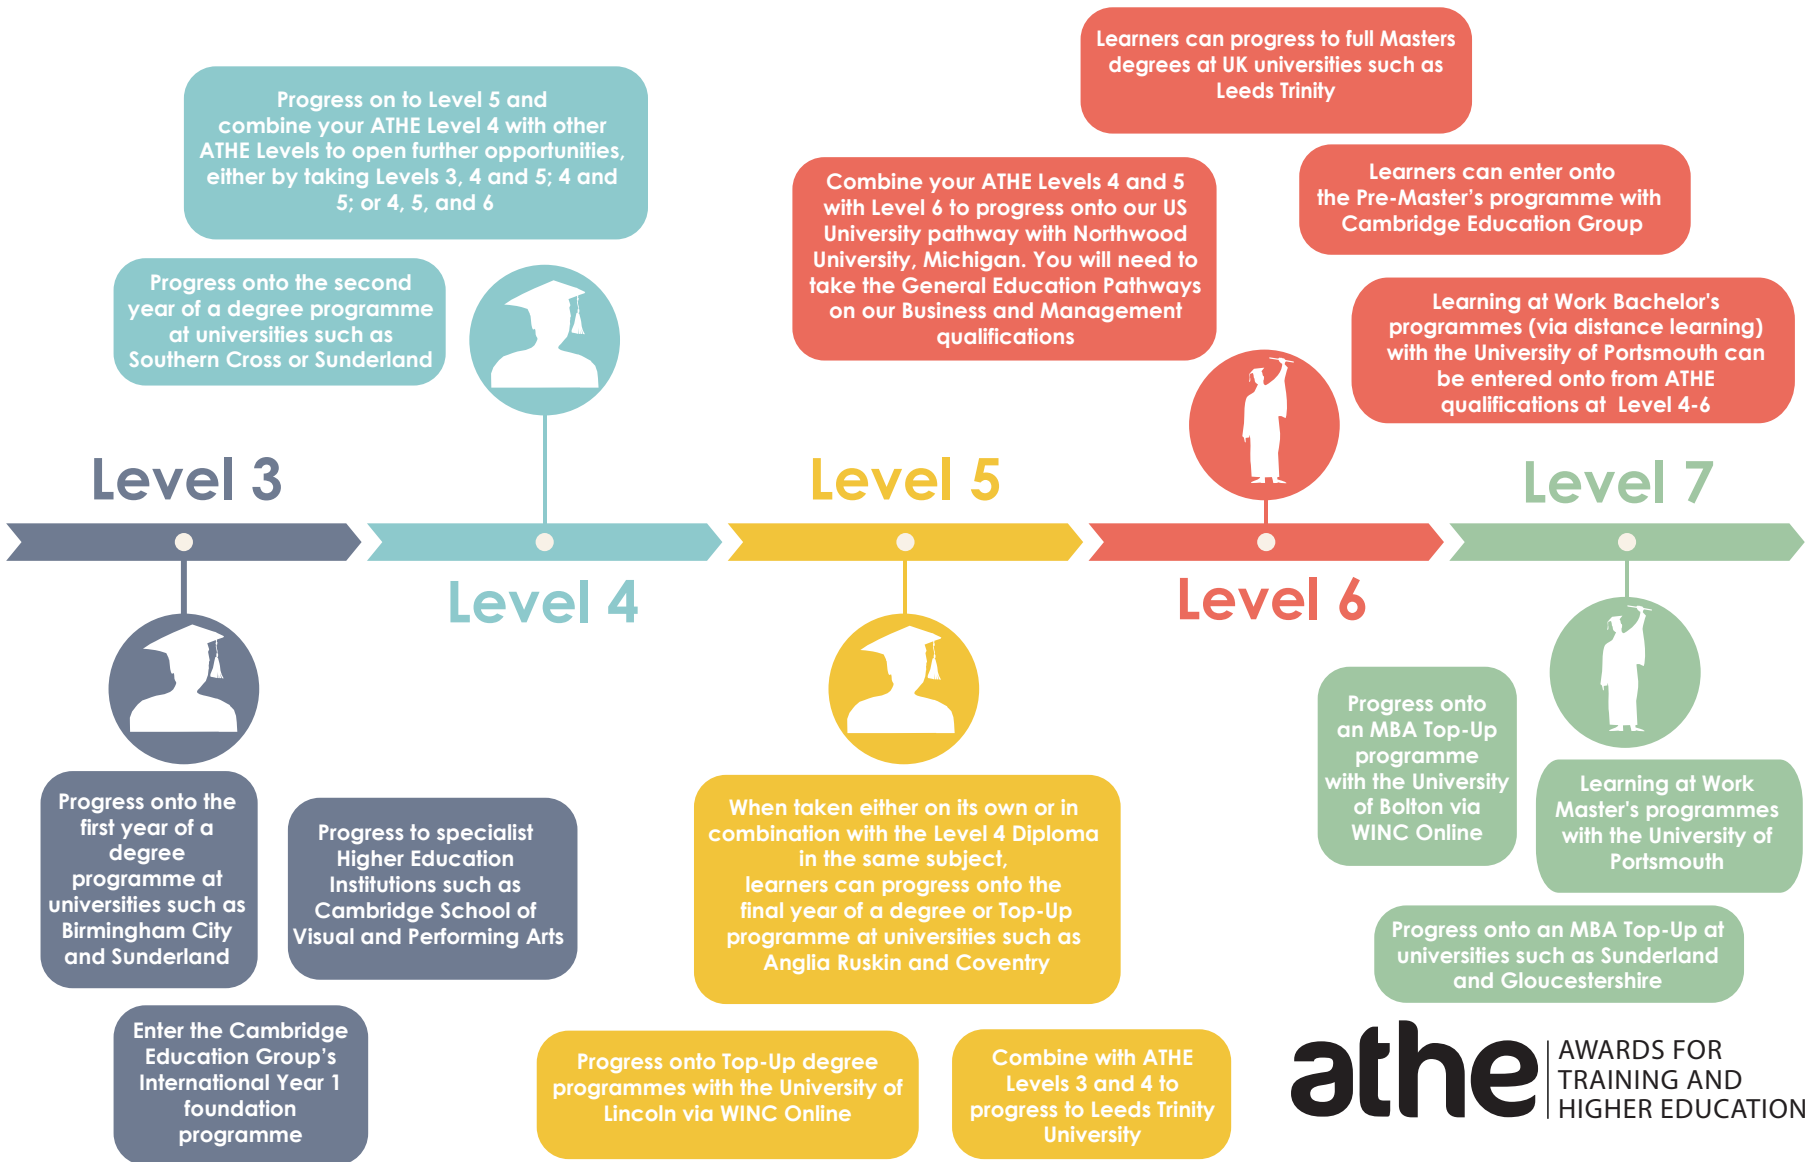 Learners can progress to full Masters
degrees at UK universities such as
Leeds Trinity
Progress on to Level 5 and
combine your ATHE Level 4 with other
ATHE Levels to open further opportunities,
either by taking Levels 3, 4 and 5; 4 and
5; or 4, 5, and 6
Combine your ATHE Levels 4 and 5
with Level 6 to progress onto our US
University pathway with Northwood
University, Michigan. You will need to
take the General Education Pathways
on our Business and Management
qualifications
Learners can enter onto
the Pre-Master’s programme with
Cambridge Education Group
Progress onto the second
year of a degree programme
at universities such as
Southern Cross or Sunderland
Learning at Work Bachelor's
programmes (via distance learning)
with the University of Portsmouth can
be entered onto from ATHE
qualifications at Level 4-6
Level 3
Level 4
Level 5
Level 6
Level 7
Progress onto the
first year of a
degree
programme at
universities such as
Birmingham City
and Sunderland
Progress to specialist
Higher Education
Institutions such as
Cambridge School of
Visual and Performing Arts
Enter the Cambridge
Education Group’s
International Year 1
foundation
programme
When taken either on its own or in
combination with the Level 4 Diploma
in the same subject,
learners can progress onto the
final year of a degree or Top-Up
programme at universities such as
Anglia Ruskin and Coventry
Progress onto Top-Up degree
programmes with the University of
Lincoln via WINC Online
Combine with ATHE
Levels 3 and 4 to
progress to Leeds Trinity
University
Progress onto
an MBA Top-Up
programme
with the University
of Bolton via
WINC Online
Learning at Work
Master's programmes
with the University of
Portsmouth
Progress onto an MBA Top-Up at
universities such as Sunderland
and Gloucestershire
athe
AWARDS FOR
TRAINING AND
HIGHER EDUCATION